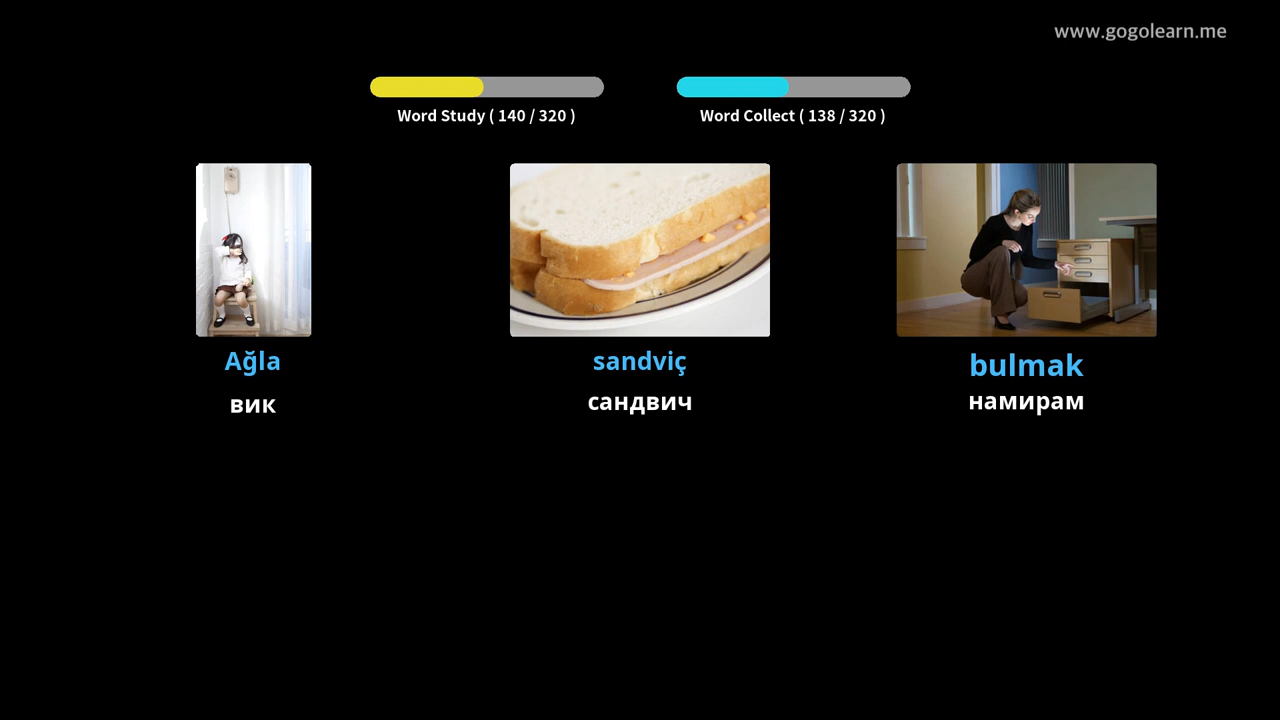 www.gogolearn.me
Word Study ( 140 / 320 )
Word Collect ( 138 / 320 )
Ağla
sandviç
bulmak
вик
сандвич
намирам